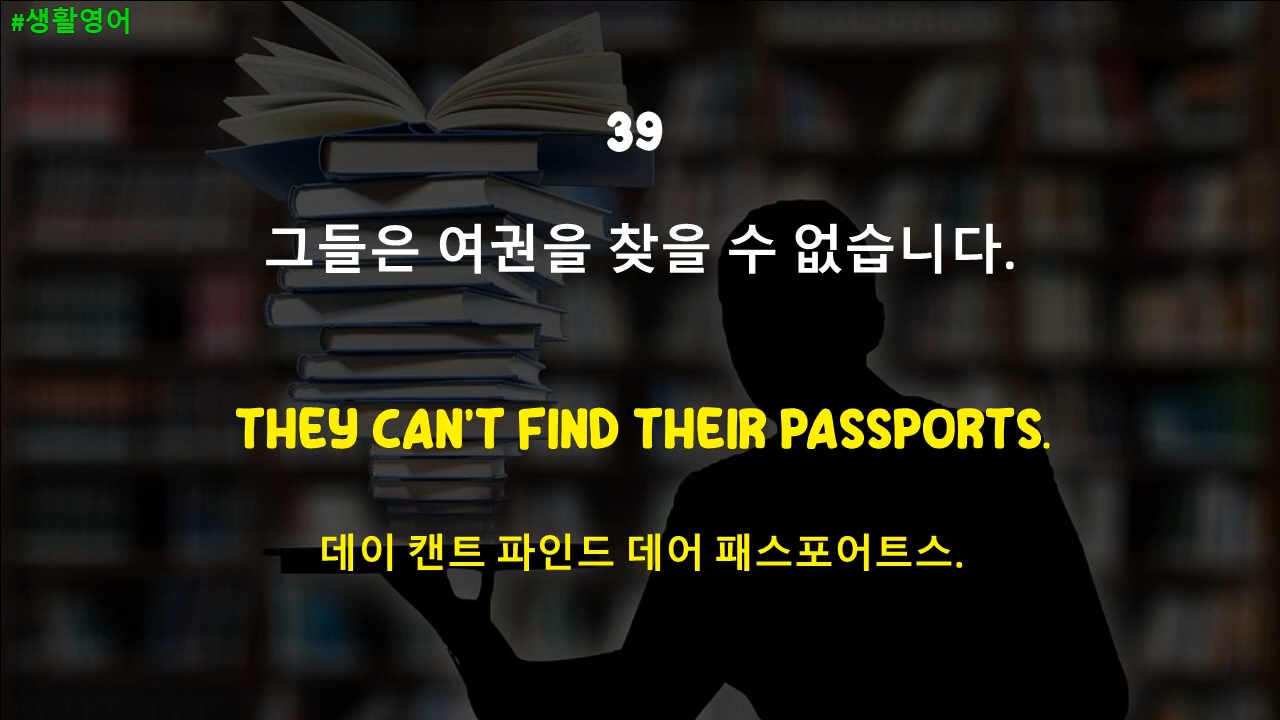 #생활영어
39
그들은 여권을 찾을 수 없습니다.
THEY CAN'T FIND THEIR PASSPORTS.
데이 캔트 파인드 데어 패스포어트스.